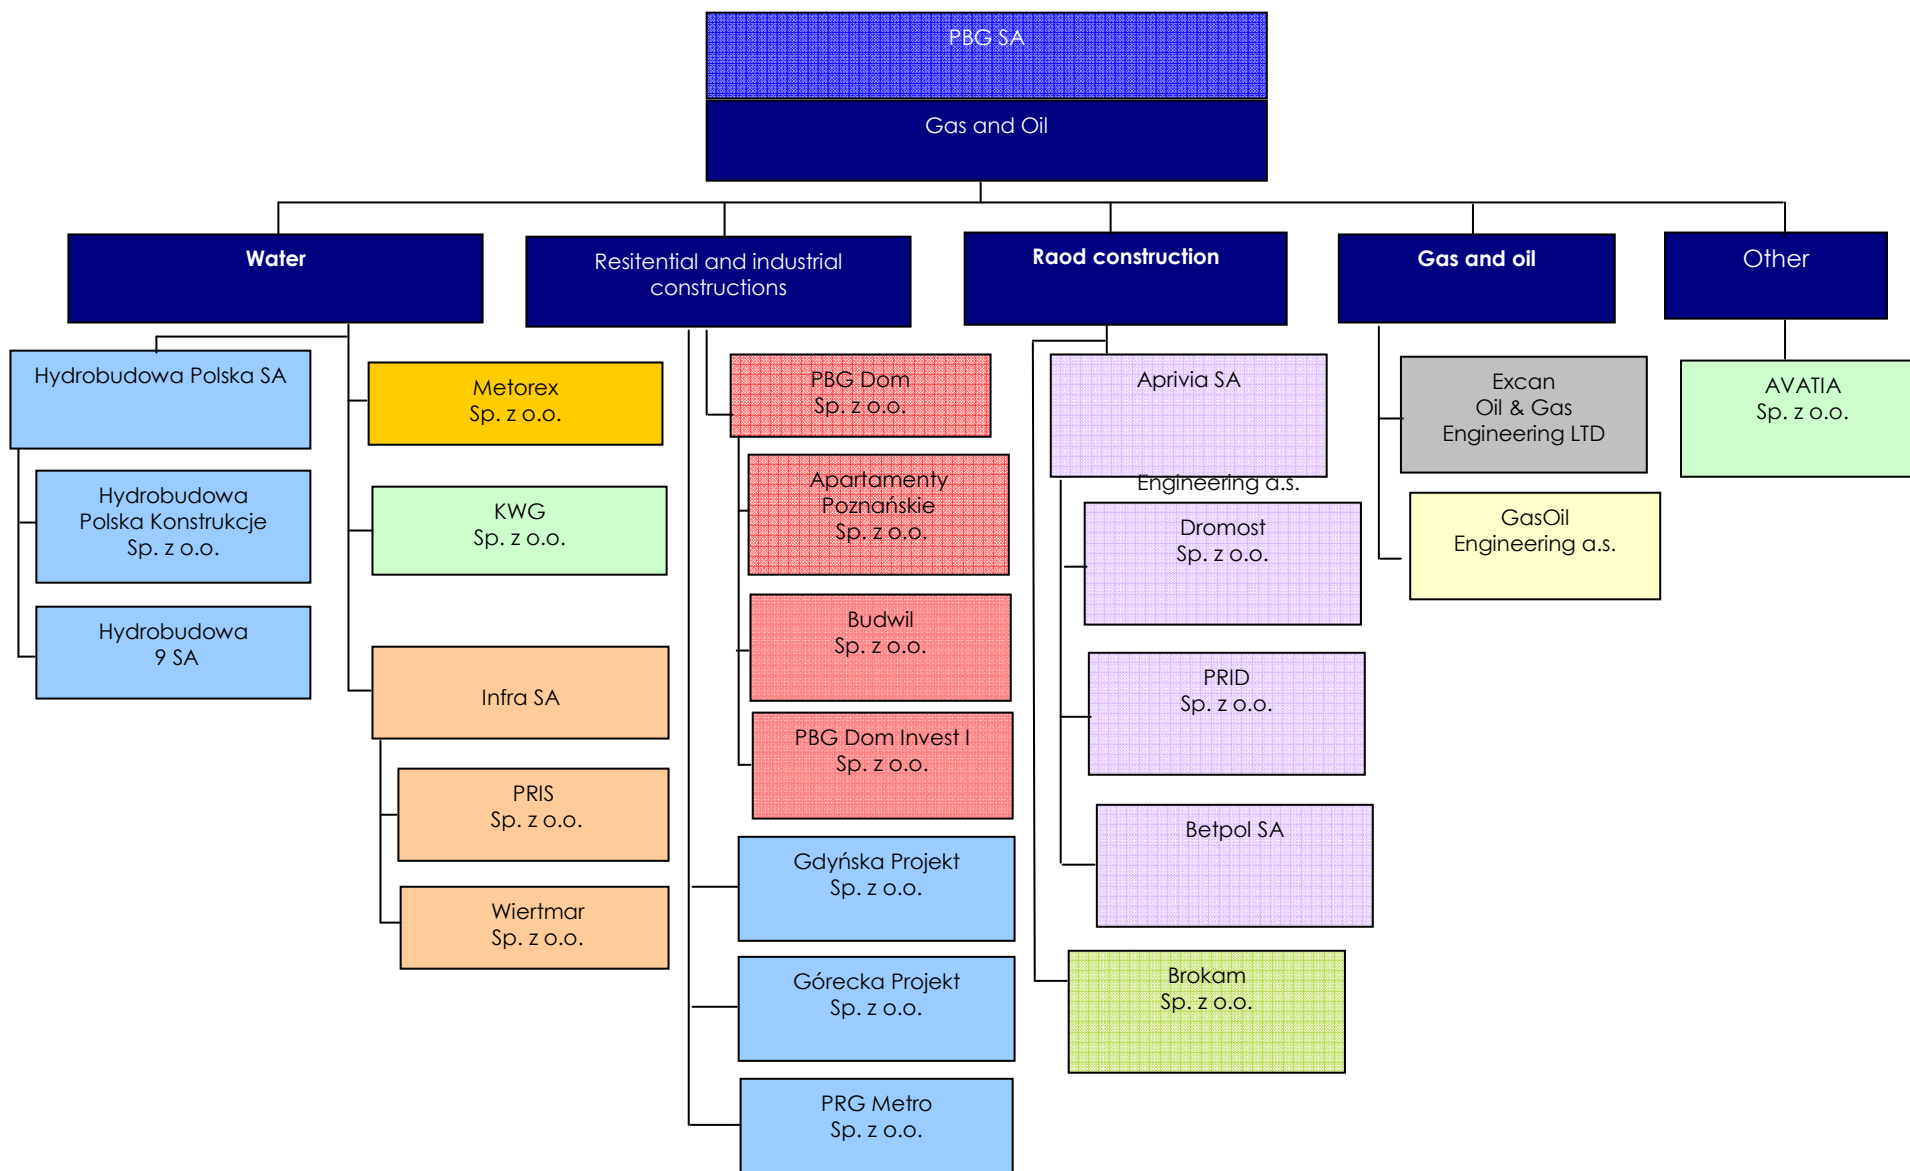 PBG SA
Gas and Oil
Water
Resitential and industrial
constructions
Raod construction
Gas and oil
Other
Hydrobudowa Polska SA
Hydrobudowa
Polska Konstrukcje
Sp. z o.o.
Hydrobudowa
9 SA
Metorex
Sp. z o.o.
KWG
Sp. z o.o.
Infra SA
PRIS
Sp. z o.o.
Wiertmar
Sp. z o.o.
PBG Dom
Sp. z o.o.
Apartamenty
Poznańskie
Sp. z o.o.
Budwil
Sp. z o.o.
PBG Dom Invest I
Sp. z o.o.
Gdyńska Projekt
Sp. z o.o.
Górecka Projekt
Sp. z o.o.
PRG Metro
Sp. z o.o.
Aprivia SA
Engineering a.s.
Dromost
Sp. z o.o.
PRID
Sp. z o.o.
Betpol SA
Brokam
Sp. z o.o.
Excan
Oil & Gas
Engineering LTD
GasOil
Engineering a.s.
AVATIA
Sp. z o.o.